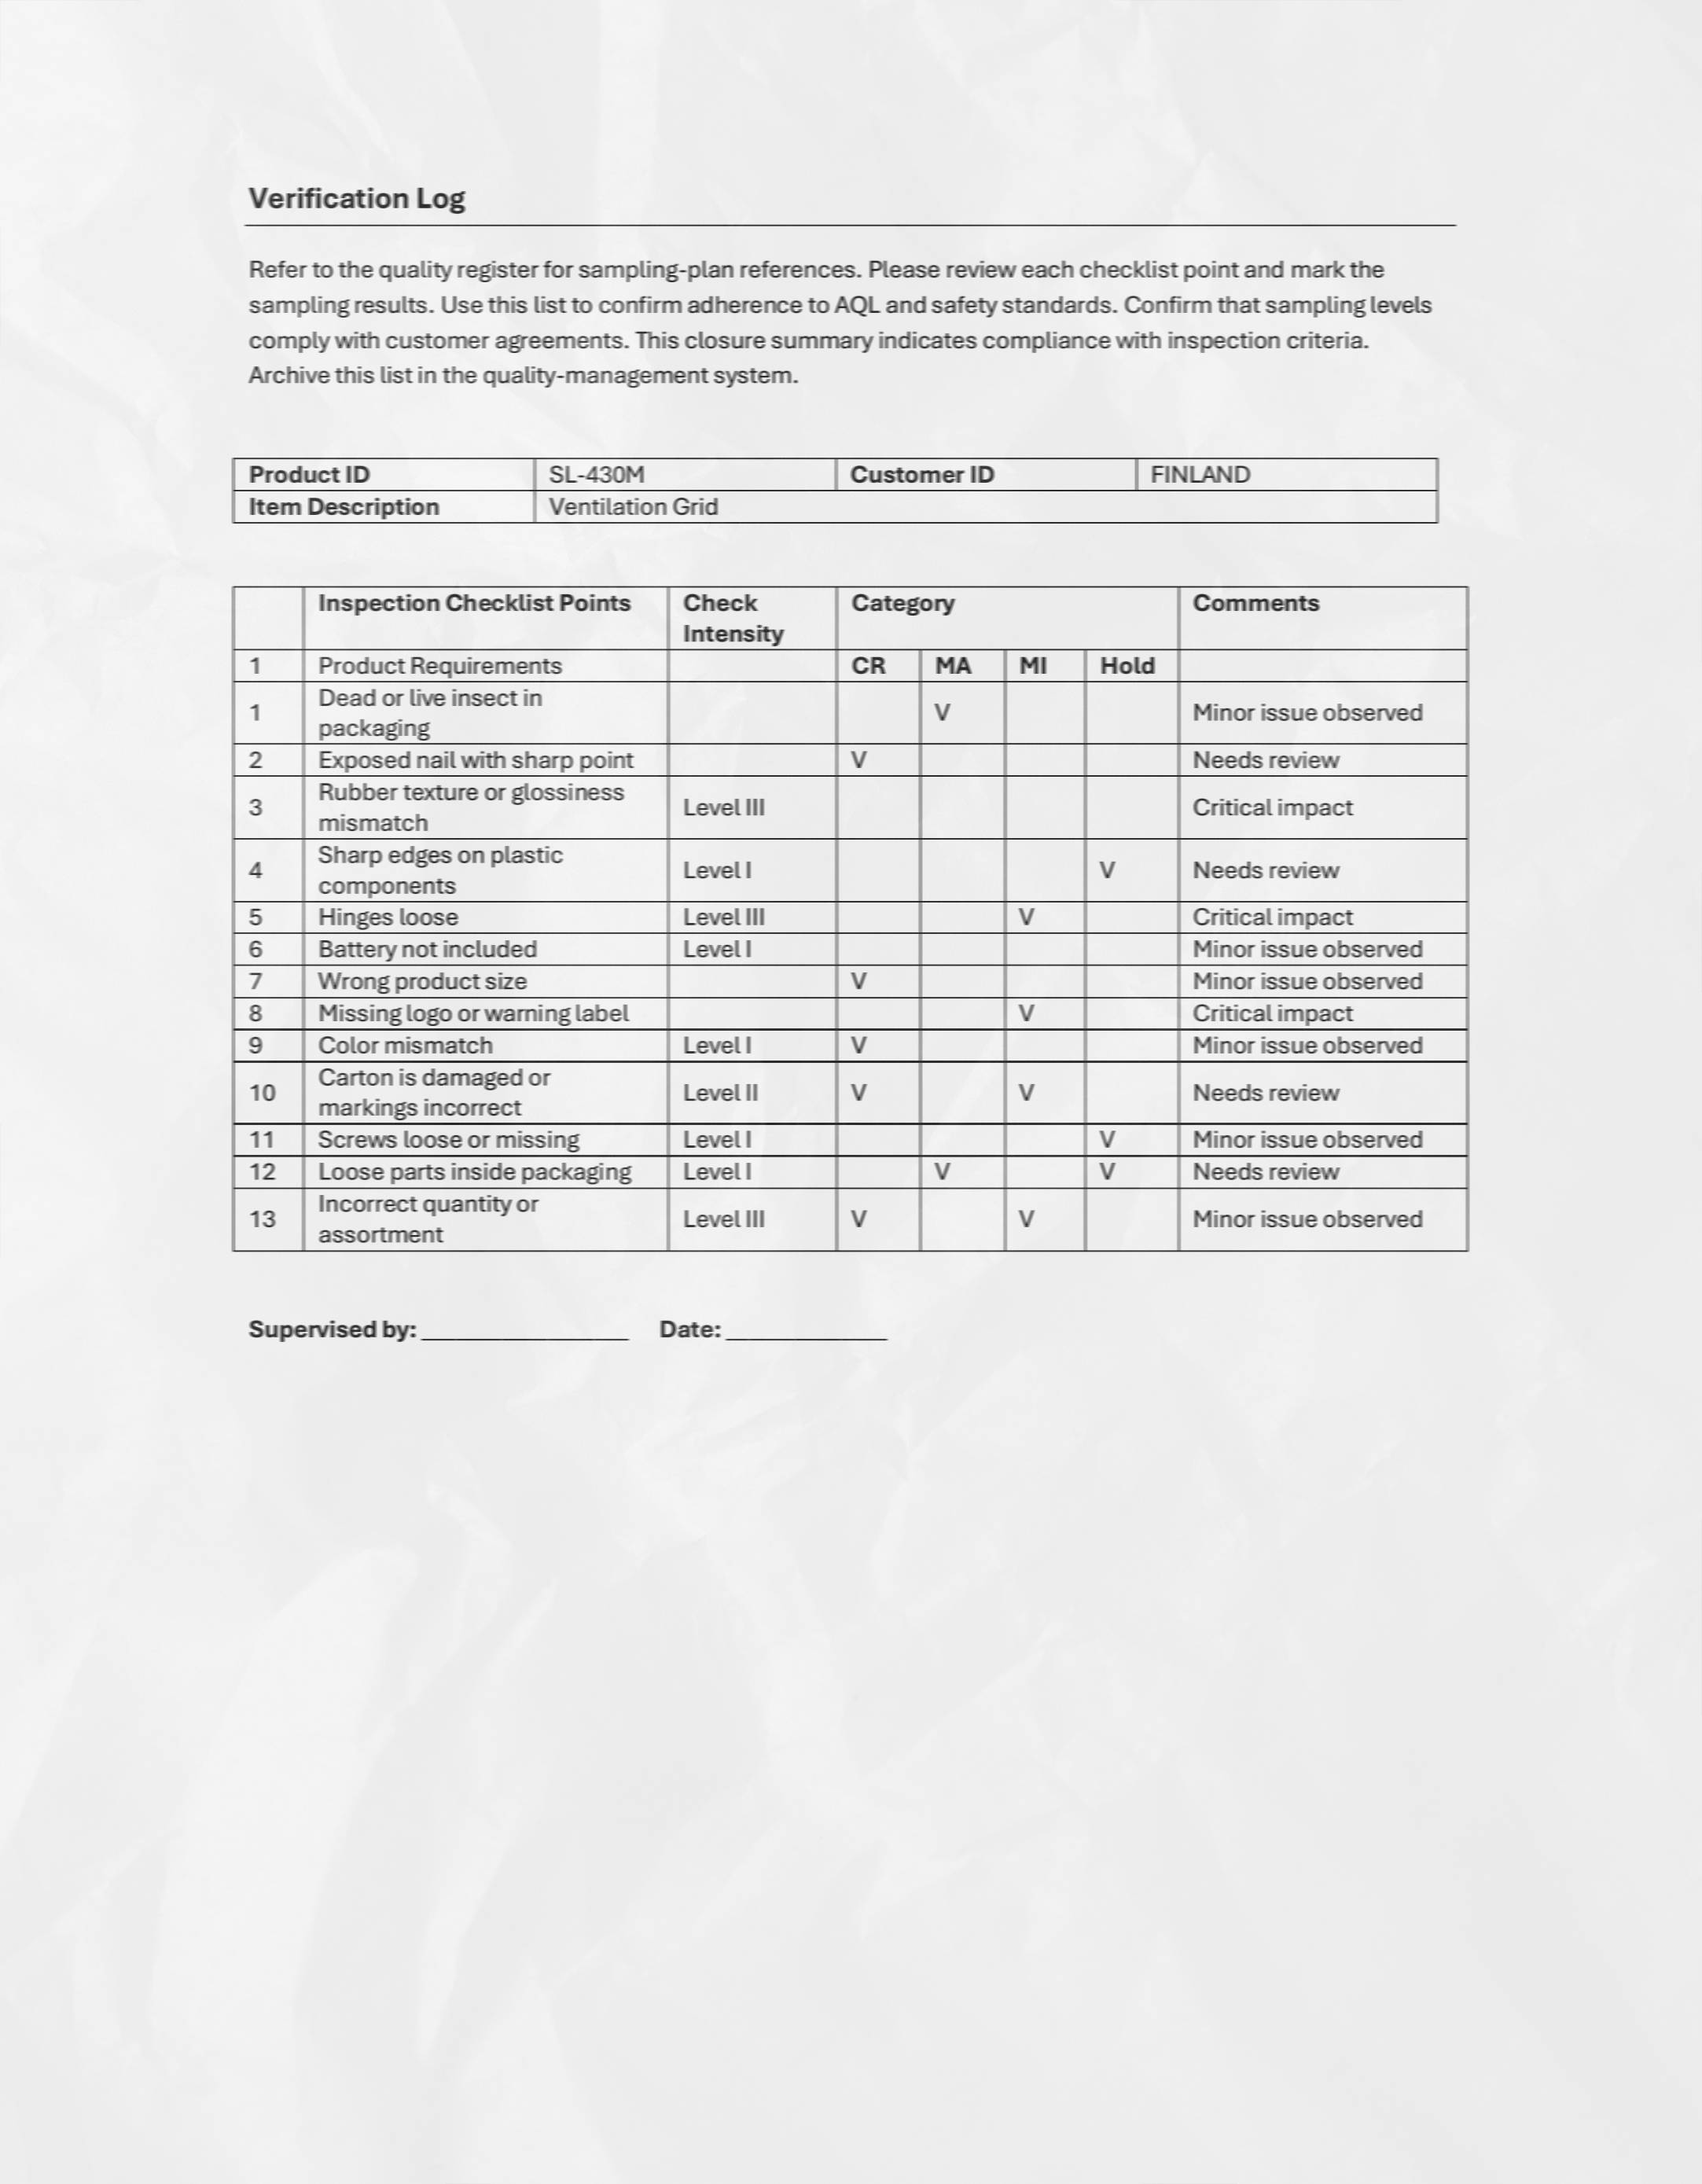 Verification Log
Refer to the quality register for sampling-plan references. Please review each checklist point and mark the
sampling results. Use this list to confirm adherence to AQL and safety standards. Confirm that sampling levels
comply with customer agreements. This closure summary indicates compliance with inspection criteria.
Archive this list in the quality-management system.
Product ID SL-430M Customer ID FINLAND
Item Description Ventilation Grid
Inspection Checklist Points Check Category Comments
Intensity
1 Product Requirements CR MA MI Hold
Dead or live insect in
1 V Minor issue observed
packaging
2 Exposed nail with sharp point V Needs review
Rubber texture or glossiness
3 Level III Critical impact
mismatch
Sharp edges on plastic
4 Level I V Needs review
components
5 Hinges loose Level III V Critical impact
6 Battery not included Level I Minor issue observed
7 Wrong product size V Minor issue observed
8 Missing logo or warning label V Critical impact
9 Color mismatch Level I V Minor issue observed
Carton is damaged or
10 Level II V V Needs review
markings incorrect
11 Screws loose or missing Level I V Minor issue observed
12 Loose parts inside packaging Level I V V Needs review
Incorrect quantity or
13 Level III V V Minor issue observed
assortment
Supervised by: _______________ Date: ____________